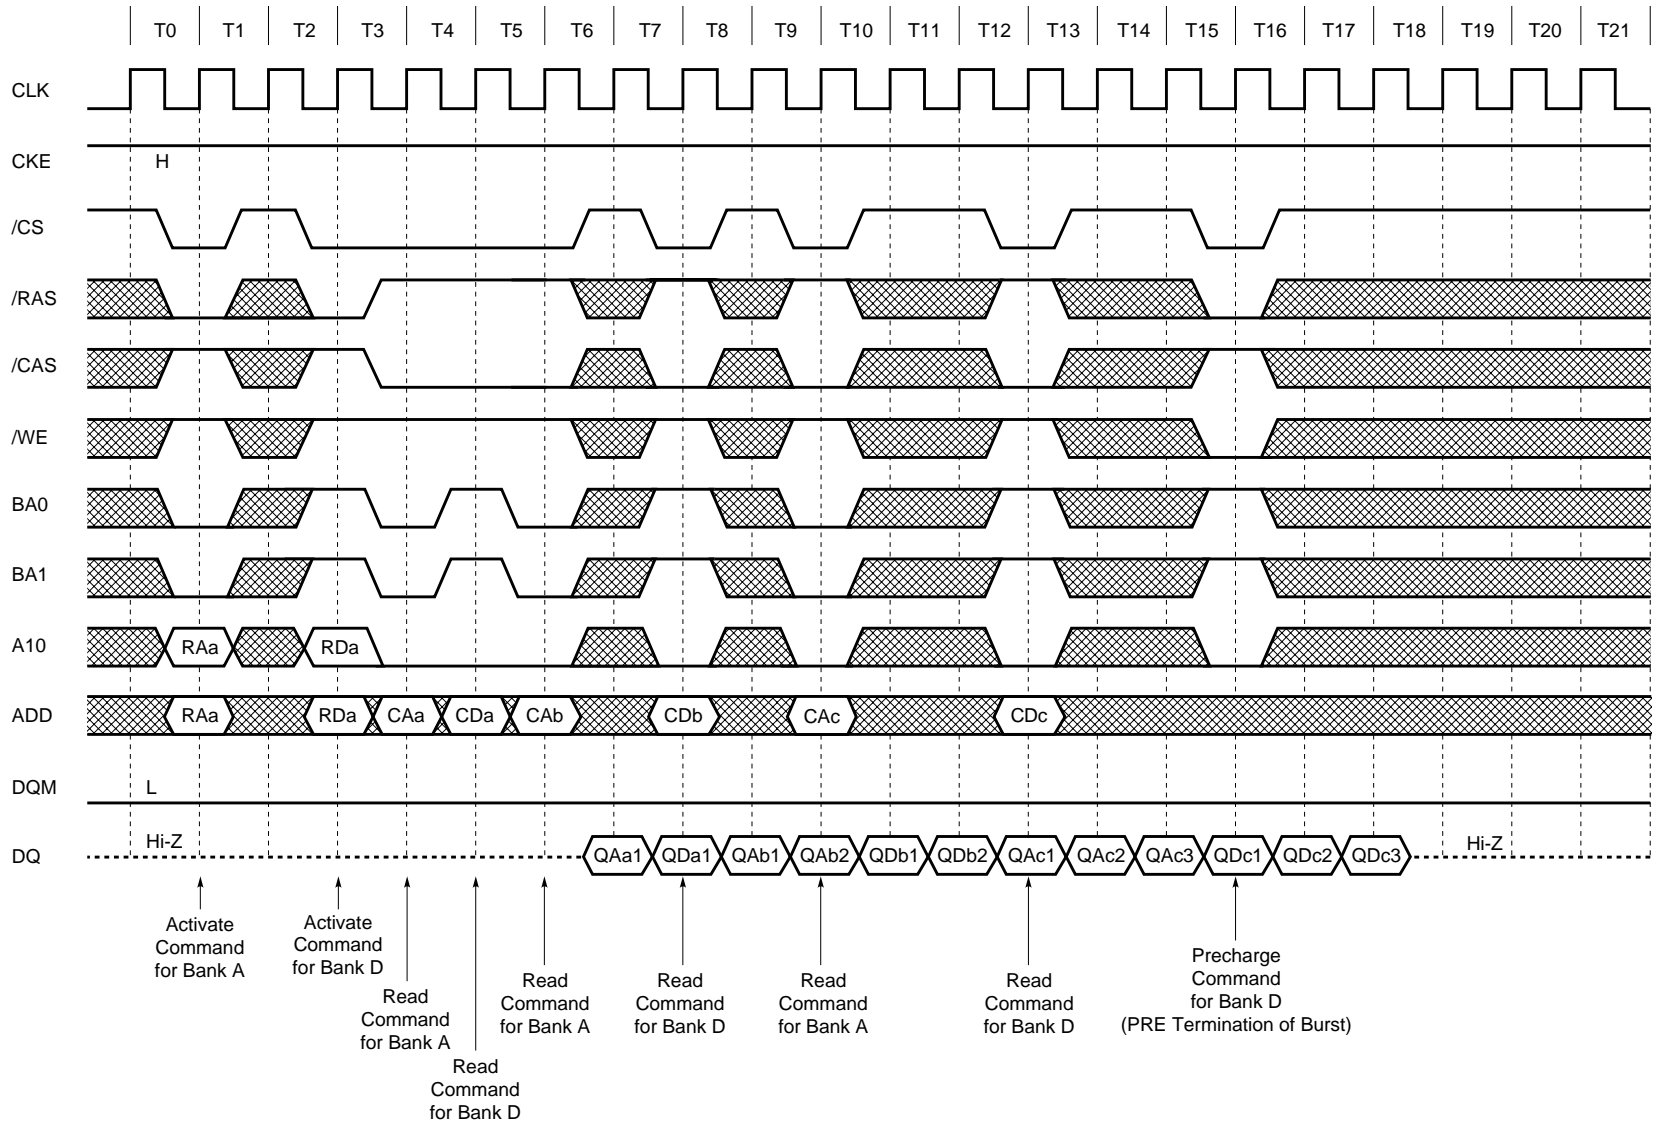 T0 T1 T2 T3 T4 T5 T6 T7 T8 T9 T10 T11 T12 T13 T14 T15 T16 T17 T18 T19 T20 T21
CLK
CKE H
/CS
/RAS
/CAS
/WE
BA0
BA1
A10 RAa RDa
ADD RAa RDa CAa CDa CAb CDb CAc CDc
DQM L
DQ Hi-Z QAa1 QDa1 QAb1 QAb2 QDb1 QDb2 QAc1 QAc2 QAc3 QDc1 QDc2 QDc3 Hi-Z
Activate
Command
for Bank A
Activate
Command
for Bank D
Read
Command
for Bank A
Read
Command
for Bank D
Read
Command
for Bank A
Read
Command
for Bank D
Read
Command
for Bank A
Read
Command
for Bank D
Precharge
Command
for Bank D
(PRE Termination of Burst)